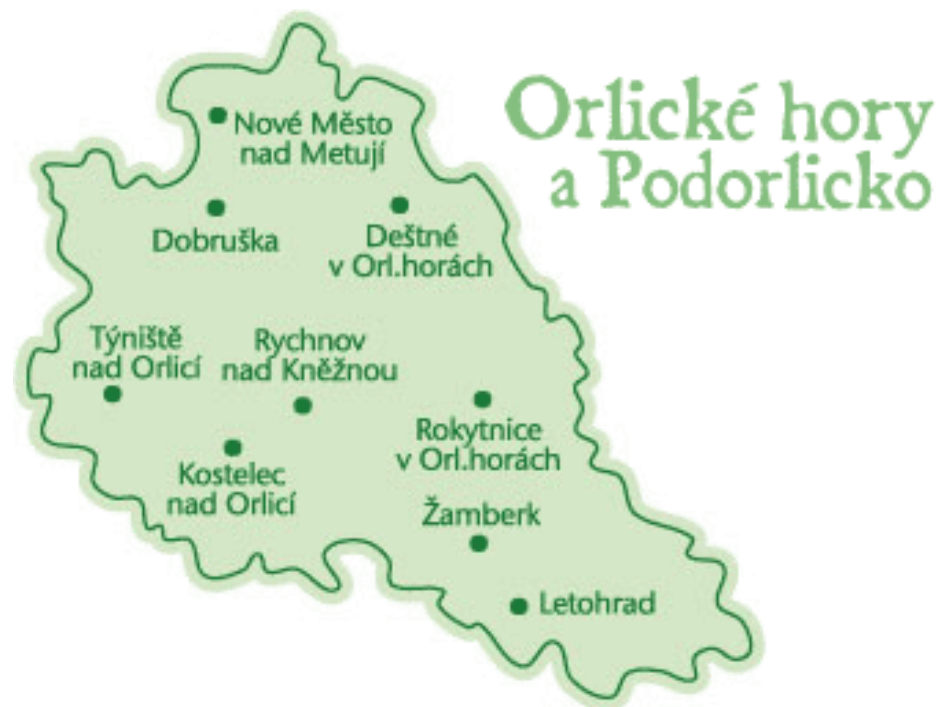 Orlické hory
a Podorlicko
Nové Město
nad Metují
Dobruška
Deštné
v Orl.horách
Týniště
nad Orlicí
Rychnov
nad Kněžnou
Rokytnice
v Orl.horách
Kostelec
nad Orlicí
Žamberk
Letohrad